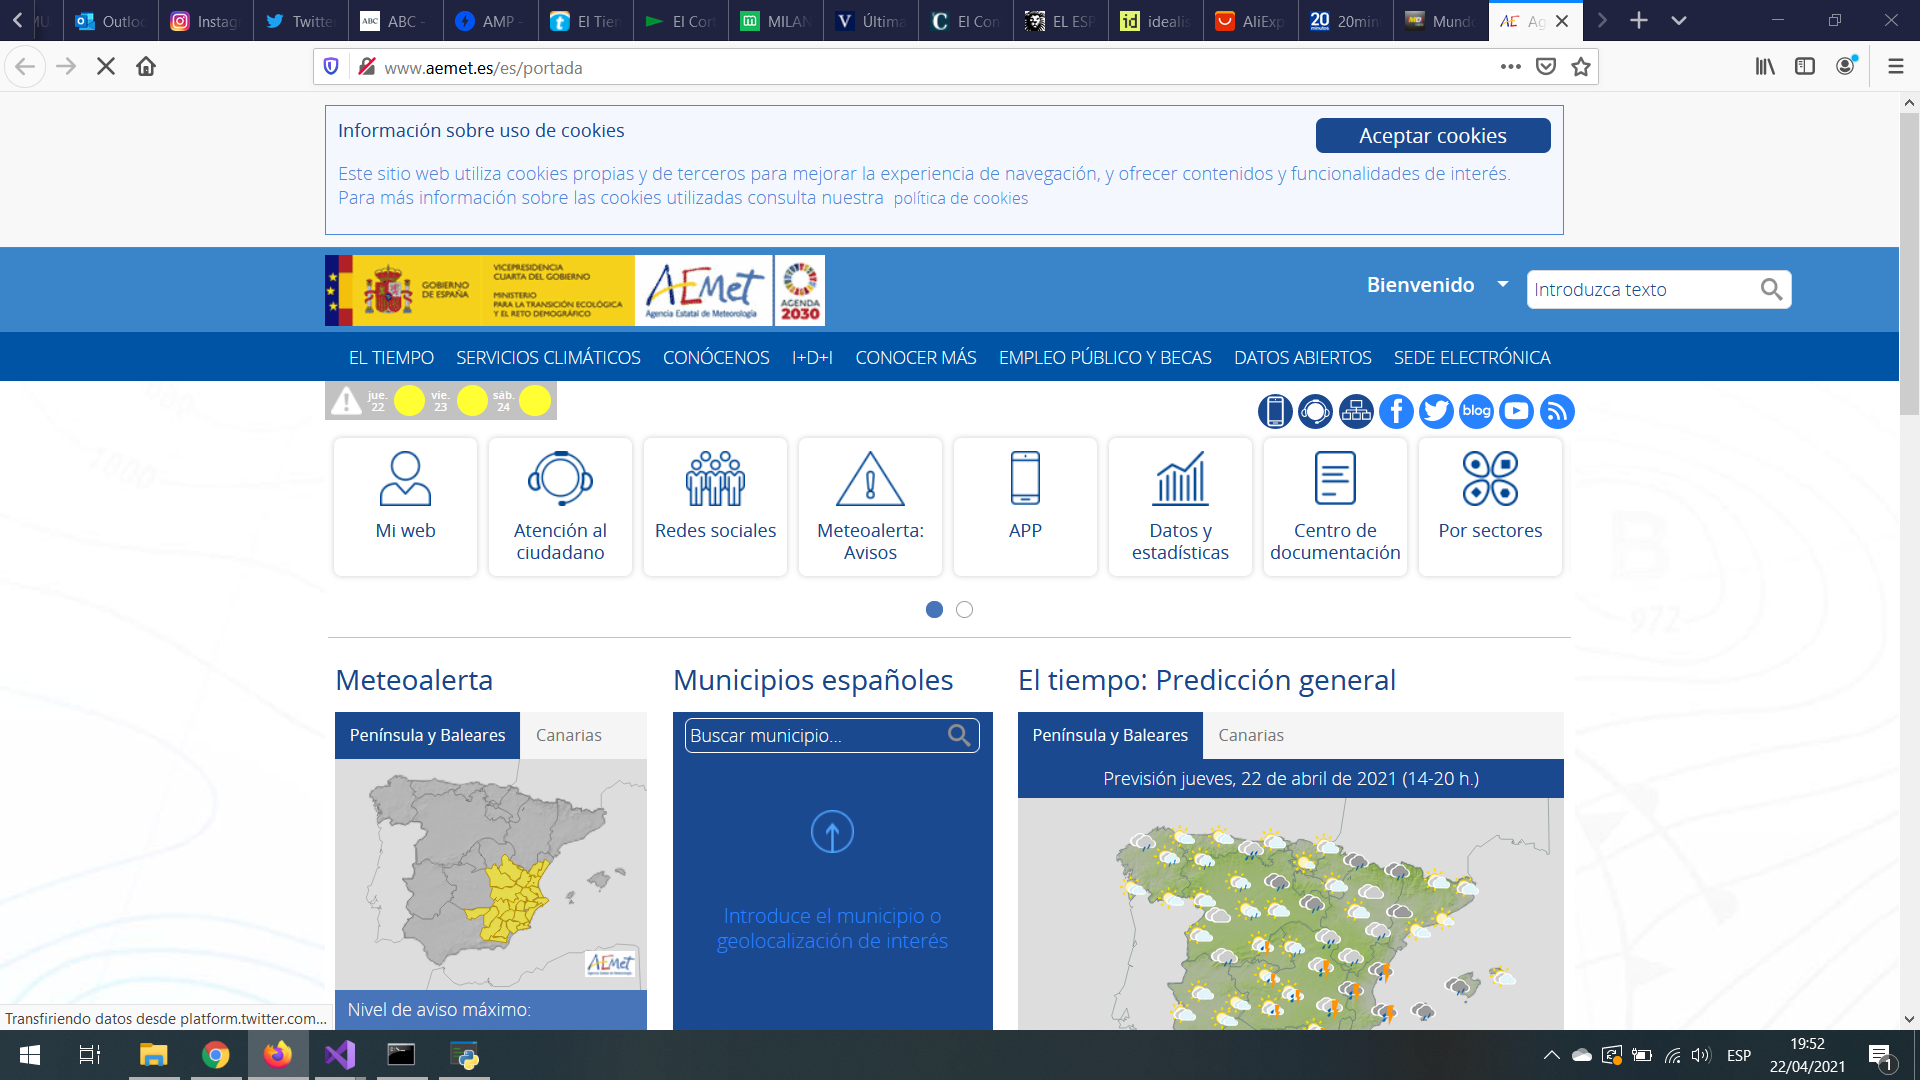 Outloo
Instag
Twitte
ABC
ABC -
AMP -
El Tien
El Cort
MILAN
Última
El Con
EL ESP
idealis
AliExp
20min
Mund
Ag
www.aemet.es/es/portada
Información sobre uso de cookies
Aceptar cookies
Este sitio web utiliza cookies propias y de terceros para mejorar la experiencia de navegación, y ofrecer contenidos y funcionalidades de interés.
Para más información sobre las cookies utilizadas consulta nuestra política de cookies
GOBIERNO
DE ESPAÑA
VICEPRESIDENCIA
CUARTA DEL GOBIERNO
MINISTERIO
PARA LA TRANSICIÓN ECOLÓGICA
Y EL RETO DEMOGRÁFICO
AEMet
Agencia Estatal de Meteorología
AGENDA
2030
Bienvenido
Introduzca texto
EL TIEMPO
SERVICIOS CLIMÁTICOS
CONÓCENOS
I+D+I
CONOCER MÁS
EMPLEO PÚBLICO Y BECAS
DATOS ABIERTOS
SEDE ELECTRÓNICA
jue.
22
vie.
23
sáb.
24
blog
Mi web
Atención al
ciudadano
Redes sociales
Meteoalerta:
Avisos
APP
Datos y
estadísticas
Centro de
documentación
Por sectores
Meteoalerta
Península y Baleares
Canarias
AEMet
Nivel de aviso máximo:
Municipios españoles
Buscar municipio...
Introduce el municipio o
geolocalización de interés
El tiempo: Predicción general
Península y Baleares
Canarias
Previsión jueves, 22 de abril de 2021 (14-20 h.)
1000
B
972
Transfiriendo datos desde platform.twitter.com...
ESP
19:52
22/04/2021
1